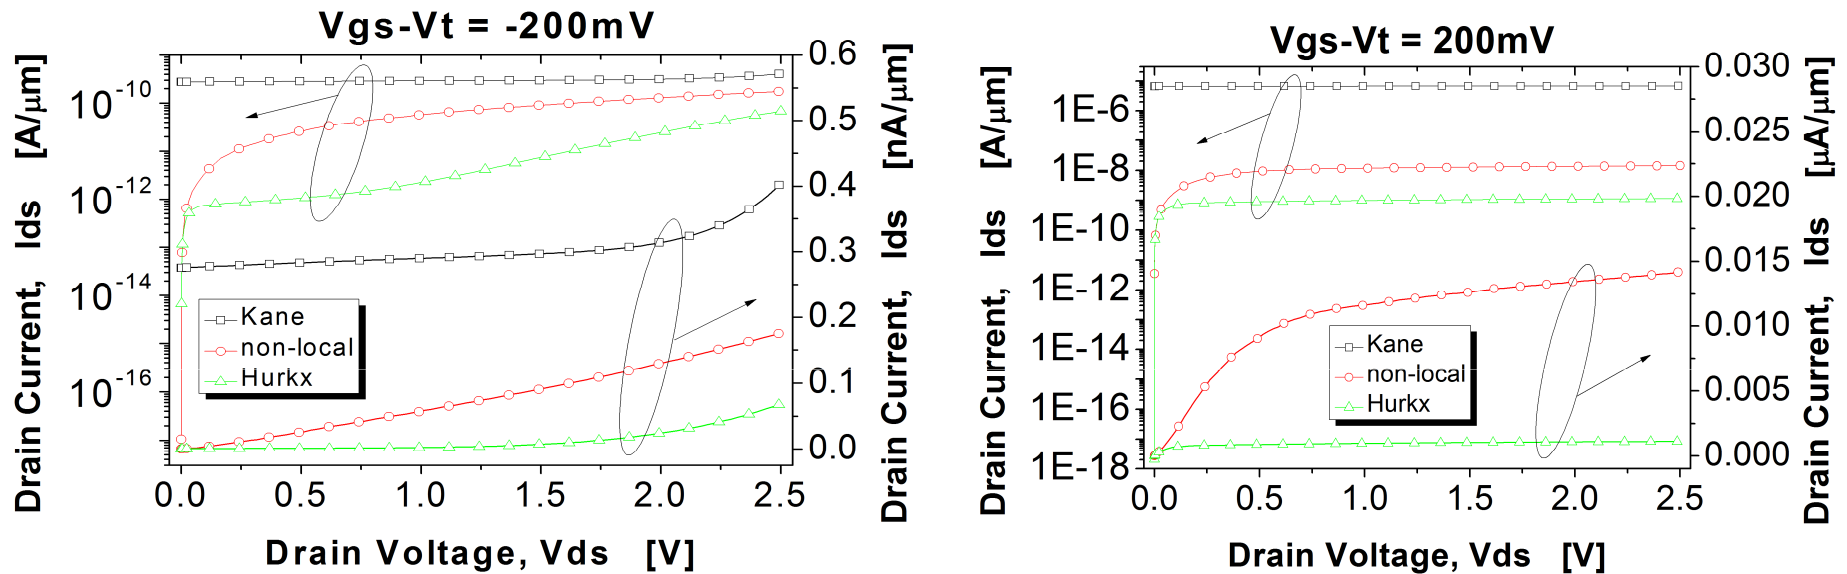 Vgs-Vt = -200mV
Drain Current, Ids [A/μm]
10⁻¹⁰
10⁻¹²
10⁻¹⁴
10⁻¹⁶
Kane
non-local
Hurkx
0.6
0.5
0.4
0.3
0.2
0.1
0.0
Drain Current, Ids [nA/μm]
0.0 0.5 1.0 1.5 2.0 2.5
Drain Voltage, Vds [V]
Vgs-Vt = 200mV
Drain Current, Ids [A/μm]
1E-6
1E-8
1E-10
1E-12
1E-14
1E-16
1E-18
Kane
non-local
Hurkx
0.030
0.025
0.020
0.015
0.010
0.005
0.000
Drain Current, Ids [μA/μm]
0.0 0.5 1.0 1.5 2.0 2.5
Drain Voltage, Vds [V]